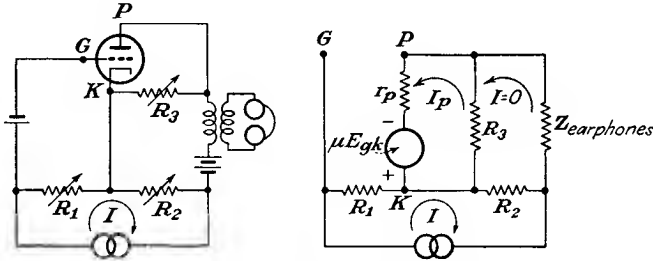 P
G
K
R3
R1
R2
I
G
P
rp
Ip
I=0
R3
Zearphones
μEgk
−
+
R1
K
R2
I